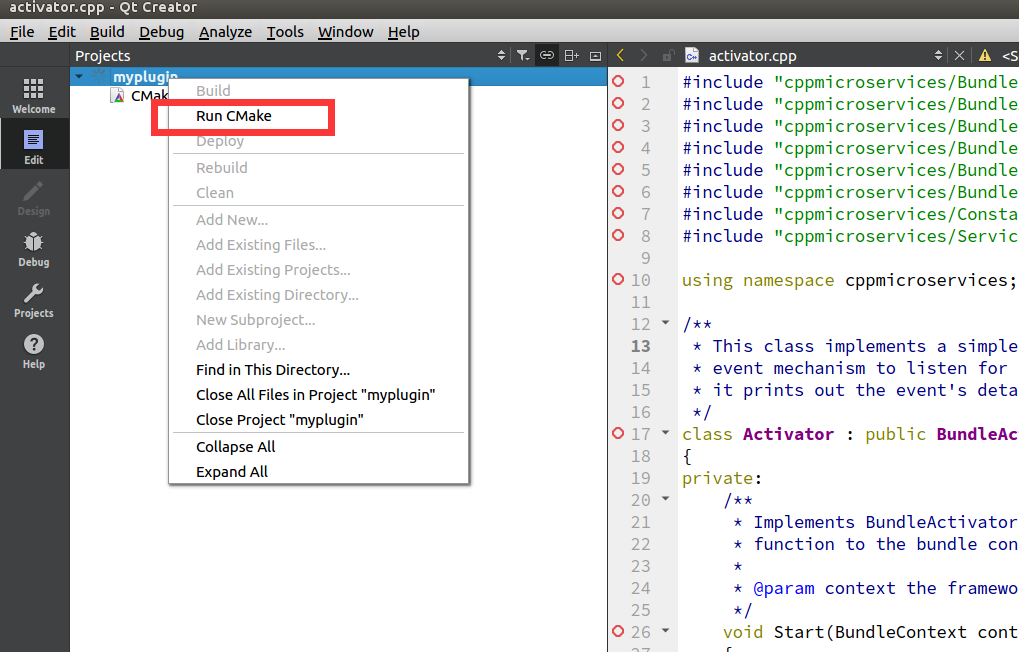 activator.cpp - Qt Creator
File Edit Build Debug Analyze Tools Window Help
Projects
activator.cpp
<S
Welcome
Edit
Design
Debug
Projects
Help
myplugin
CMak
Build
Run CMake
Deploy
Rebuild
Clean
Add New...
Add Existing Files...
Add Existing Projects...
Add Existing Directory...
New Subproject...
Add Library...
Find in This Directory...
Close All Files in Project "myplugin"
Close Project "myplugin"
Collapse All
Expand All
1 #include "cppmicroservices/Bundle
2 #include "cppmicroservices/Bundle
3 #include "cppmicroservices/Bundle
4 #include "cppmicroservices/Bundle
5 #include "cppmicroservices/Bundle
6 #include "cppmicroservices/Bundle
7 #include "cppmicroservices/Consta
8 #include "cppmicroservices/Servic
9
10 using namespace cppmicroservices;
11
12 /**
13 * This class implements a simple
14 * event mechanism to listen for
15 * it prints out the event's deta
16 */
17 class Activator : public BundleAc
18 {
19 private:
20 /**
21 * Implements BundleActivator
22 * function to the bundle con
23 *
24 * @param context the framewo
25 */
26 void Start(BundleContext cont
27 {